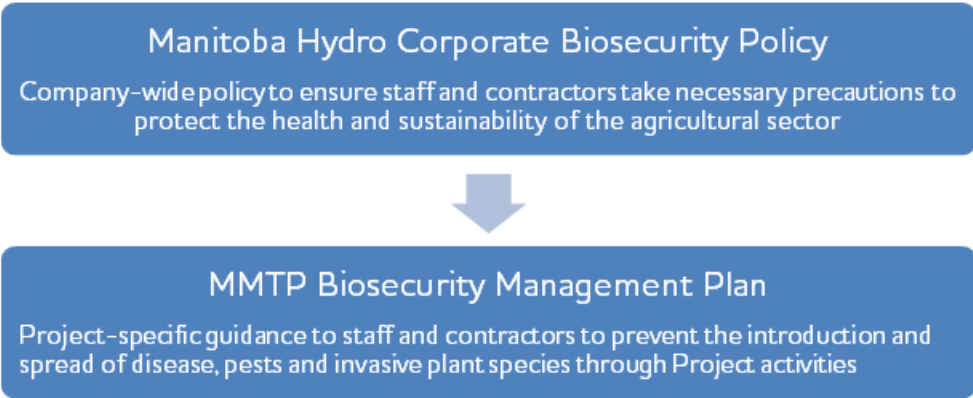 Manitoba Hydro Corporate Biosecurity Policy
Company-wide policy to ensure staff and contractors take necessary precautions to
protect the health and sustainability of the agricultural sector
MMTP Biosecurity Management Plan
Project-specific guidance to staff and contractors to prevent the introduction and
spread of disease, pests and invasive plant species through Project activities